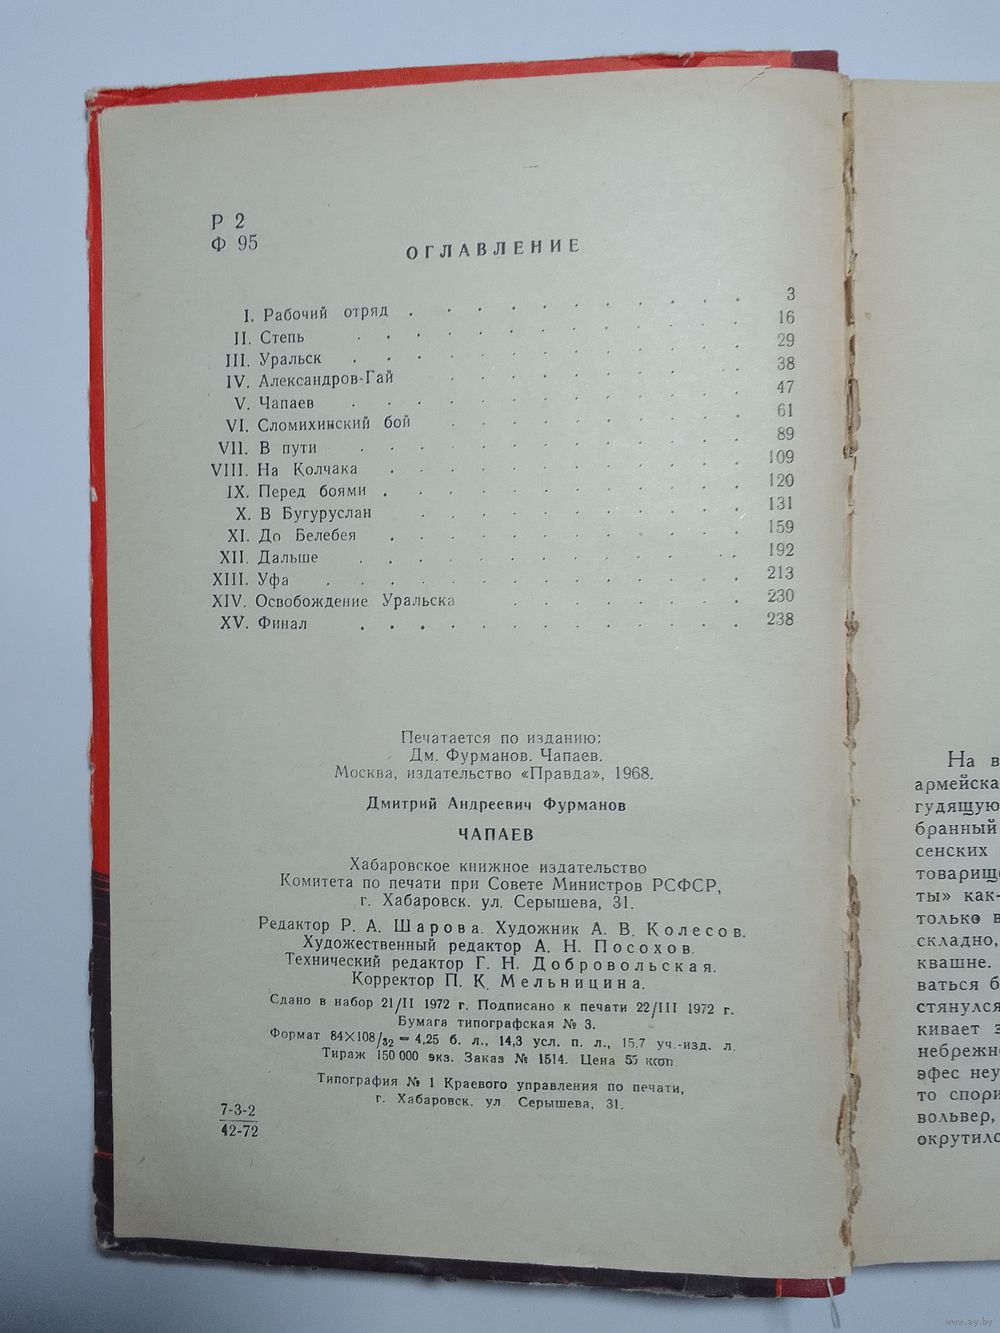 Р 2
Ф 95
ОГЛАВЛЕНИЕ
I. Рабочий отряд . . . . . . . . . . . 3
II. Степь . . . . . . . . . . . . 16
III. Уральск . . . . . . . . . . . . 29
IV. Александров-Гай . . . . . . . . . . 38
V. Чапаев . . . . . . . . . . . . 47
VI. Сломихинский бой . . . . . . . . . . 61
VII. В пути . . . . . . . . . . . . 89
VIII. На Колчака . . . . . . . . . . . 109
IX. Перед боями . . . . . . . . . . . 120
X. В Бугуруслан . . . . . . . . . . 131
XI. До Белебея . . . . . . . . . . . 159
XII. Дальше . . . . . . . . . . . . 192
XIII. Уфа . . . . . . . . . . . . . 213
XIV. Освобождение Уральска . . . . . . . . 230
XV. Финал . . . . . . . . . . . . 238
Печатается по изданию:
Дм. Фурманов. Чапаев.
Москва, издательство «Правда», 1968.
Дмитрий Андреевич Фурманов
ЧАПАЕВ
Хабаровское книжное издательство
Комитета по печати при Совете Министров РСФСР,
г. Хабаровск. ул. Серышева, 31.
Редактор Р. А. Шарова. Художник А. В. Колесов.
Художественный редактор А. Н. Посохов.
Технический редактор Г. Н. Добровольская.
Корректор П. К. Мельницина.
Сдано в набор 21/II 1972 г. Подписано к печати 22/III 1972 г.
Бумага типографская № 3.
Формат 84×108/32 = 4,25 б. л., 14,3 усл. п. л., 15,7 уч.-изд. л.
Тираж 150 000 экз. Заказ № 1514. Цена 55 коп.
Типография № 1 Краевого управления по печати,
г. Хабаровск. ул Серышева, 31.
7-3-2
42-72
На в
армейска
гудящую
бранный
сенских
товарище
ты» как-
только в
складно,
квашне.
ваться б
стянулся
кивает з
небрежно
эфес неу
то спори
вольвер,
окрутилс
www.ay.by